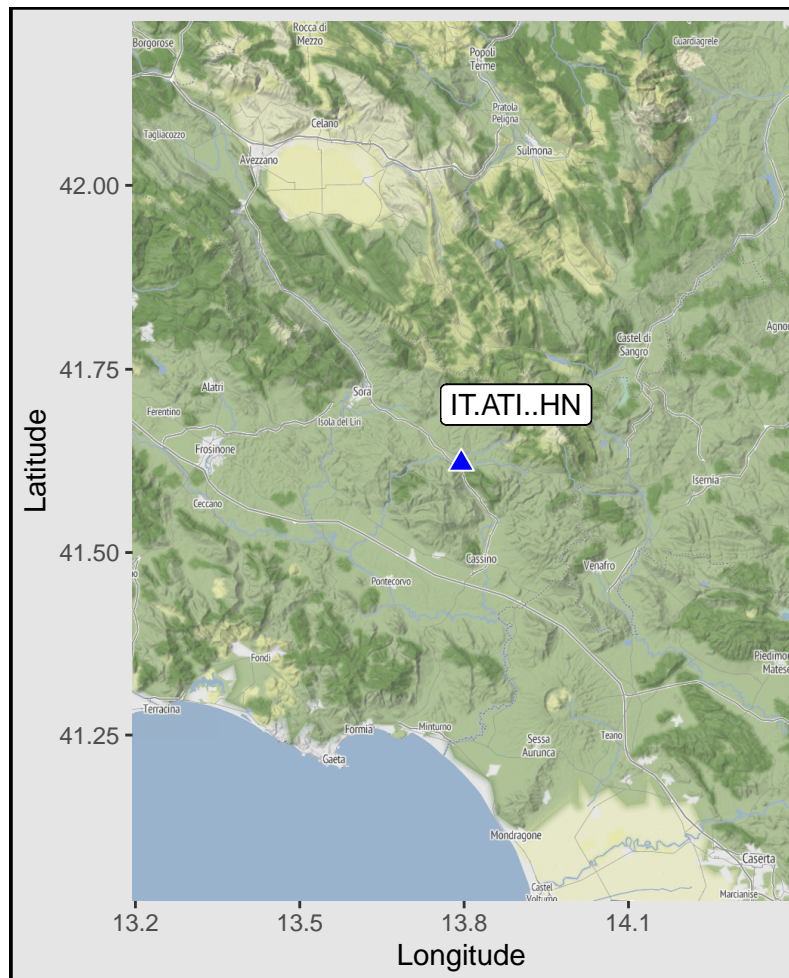 Rocca di
Mezzo
Borgorose
Guardiagrele
Popoli
Terme
Pratola
Peligna
Celano
Tagliacozzo
Sulmona
Avezzano
42.00
Castel di
Sangro
Agnon
41.75
Alatri
Sora
IT.ATI..HN
Ferentino
Isola del Liri
Frosinone
Isernia
Ceccano
Latitude
41.50
Cassino
Venafro
Pontecorvo
Fondi
Piedimon
Matese
Terracina
Formia
Minturno
41.25
Sessa
Aurunca
Teano
Gaeta
Mondragone
Caserta
Castel
Volturno
Marcianise
13.2
13.5
13.8
14.1
Longitude